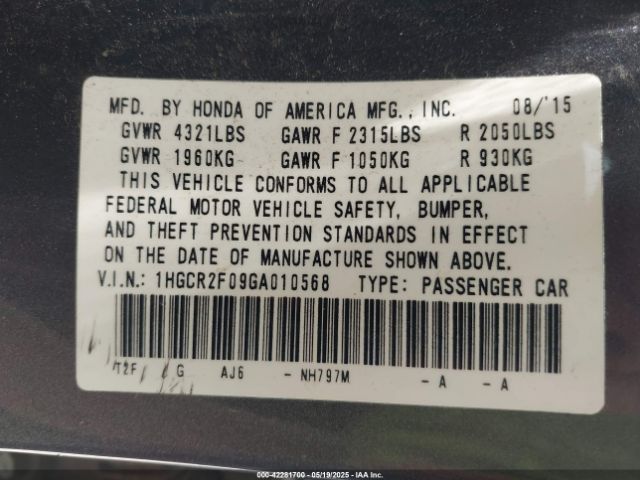 MFD. BY HONDA OF AMERICA MFG., INC. 08/'15
GVWR 4321LBS GAWR F 2315LBS R 2050LBS
GVWR 1960KG GAWR F 1050KG R 930KG
THIS VEHICLE CONFORMS TO ALL APPLICABLE
FEDERAL MOTOR VEHICLE SAFETY, BUMPER,
AND THEFT PREVENTION STANDARDS IN EFFECT
ON THE DATE OF MANUFACTURE SHOWN ABOVE.
V.I.N.: 1HGCR2F09GA010568 TYPE: PASSENGER CAR
T2F G AJ6 - NH797M - A - A
000-42281700 - 05/19/2025 - IAA Inc.